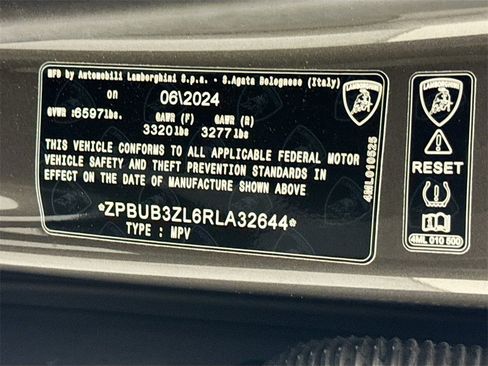 MFD by Automobili Lamborghini S.p.a. - S.Agata Bolognese (Italy)
on 06\2024
GVWR:6597lbs. GAWR (F) GAWR (R)
3320lbs 3277lbs
THIS VEHICLE CONFORMS TO ALL APPLICABLE FEDERAL MOTOR
VEHICLE SAFETY AND THEFT PREVENTION STANDARDS IN
EFFECT ON THE DATE OF MANUFACTURE SHOWN ABOVE
*ZPBUB3ZL6RLA32644*
TYPE : MPV
4ML010525
LAMBORGHINI
LAMBORGHINI
RESET
4ML 010 500